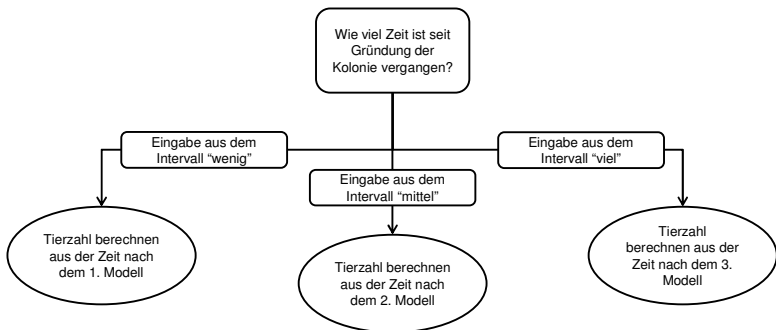 Wie viel Zeit ist seit
Gründung der
Kolonie vergangen?
Eingabe aus dem
Intervall “wenig”
Eingabe aus dem
Intervall “mittel”
Eingabe aus dem
Intervall “viel”
Tierzahl berechnen
aus der Zeit nach
dem 1. Modell
Tierzahl berechnen
aus der Zeit nach
dem 2. Modell
Tierzahl
berechnen aus der
Zeit nach dem 3.
Modell